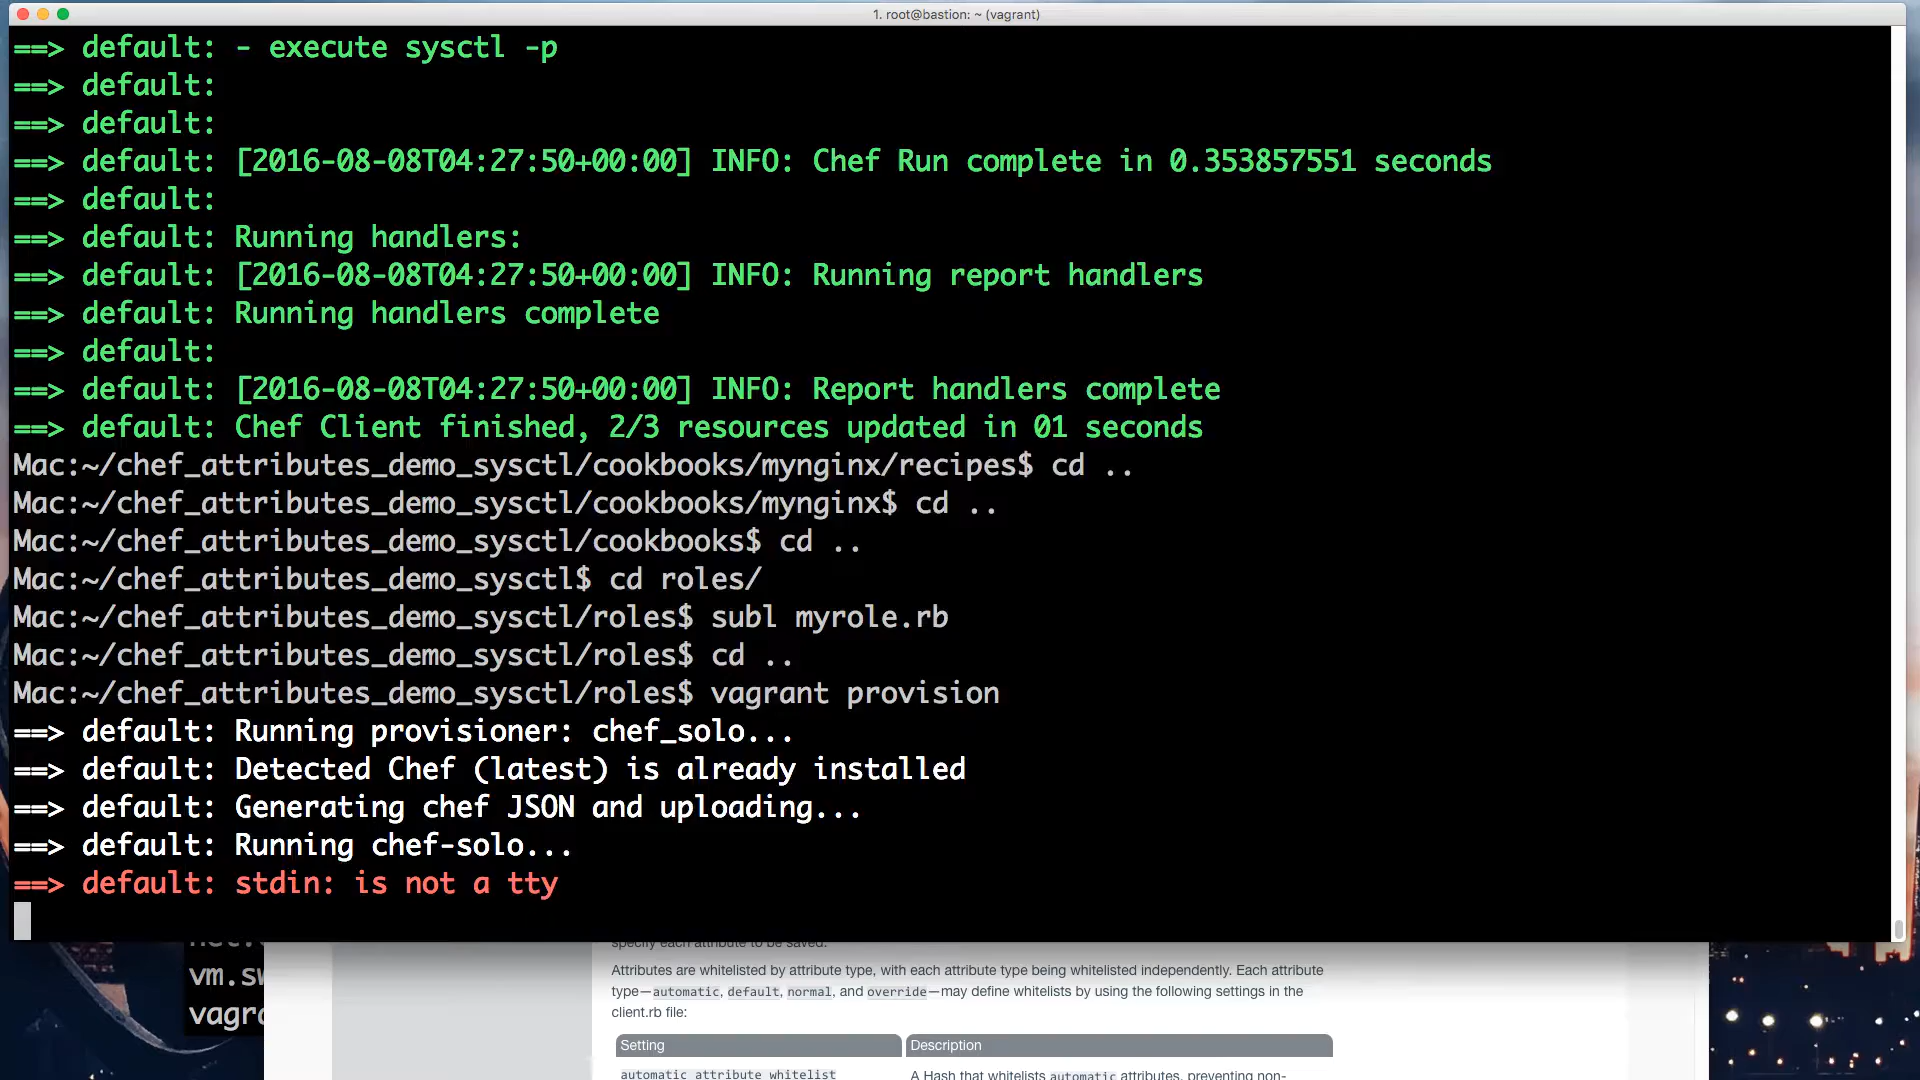 1. root@bastion: ~ (vagrant)
==> default: - execute sysctl -p
==> default:
==> default:
==> default: [2016-08-08T04:27:50+00:00] INFO: Chef Run complete in 0.353857551 seconds
==> default:
==> default: Running handlers:
==> default: [2016-08-08T04:27:50+00:00] INFO: Running report handlers
==> default: Running handlers complete
==> default:
==> default: [2016-08-08T04:27:50+00:00] INFO: Report handlers complete
==> default: Chef Client finished, 2/3 resources updated in 01 seconds
Mac:~/chef_attributes_demo_sysctl/cookbooks/mynginx/recipes$ cd ..
Mac:~/chef_attributes_demo_sysctl/cookbooks/mynginx$ cd ..
Mac:~/chef_attributes_demo_sysctl/cookbooks$ cd ..
Mac:~/chef_attributes_demo_sysctl$ cd roles/
Mac:~/chef_attributes_demo_sysctl/roles$ subl myrole.rb
Mac:~/chef_attributes_demo_sysctl/roles$ cd ..
Mac:~/chef_attributes_demo_sysctl/roles$ vagrant provision
==> default: Running provisioner: chef_solo...
==> default: Detected Chef (latest) is already installed
==> default: Generating chef JSON and uploading...
==> default: Running chef-solo...
==> default: stdin: is not a tty
specify each attribute to be saved.
vm.sw
Attributes are whitelisted by attribute type, with each attribute type being whitelisted independently. Each attribute
type—automatic, default, normal, and override—may define whitelists by using the following settings in the
client.rb file:
vagra
Setting Description
automatic_attribute_whitelist A Hash that whitelists automatic attributes, preventing non-